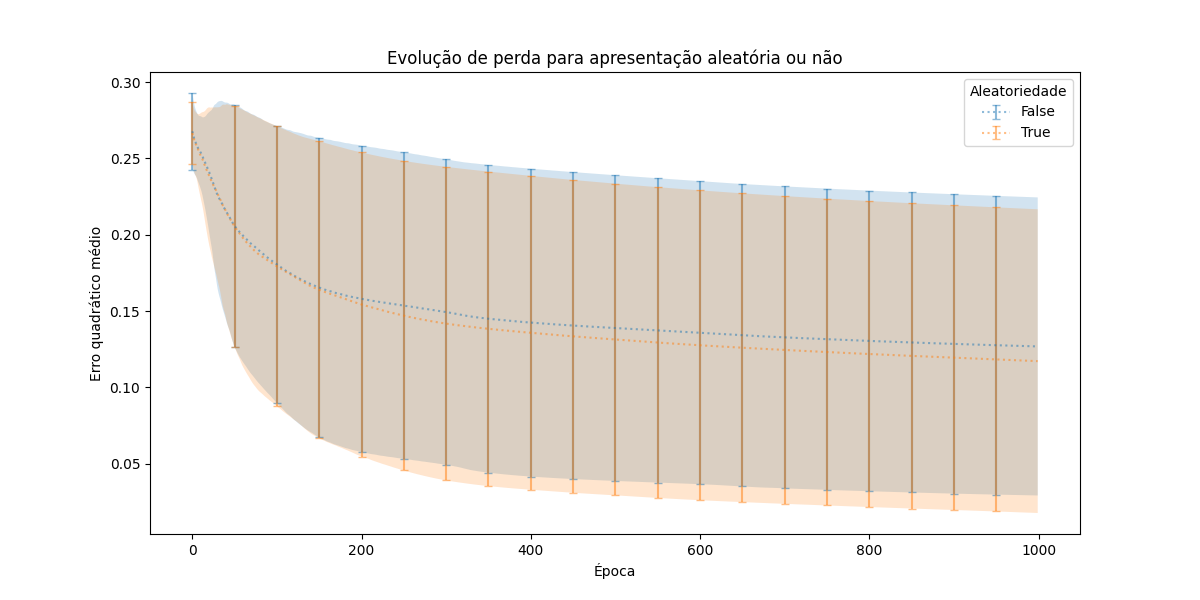 Evolução de perda para apresentação aleatória ou não
Aleatoriedade
False
True
0.30
0.25
0.20
0.15
0.10
0.05
Erro quadrático médio
0 200 400 600 800 1000
Época